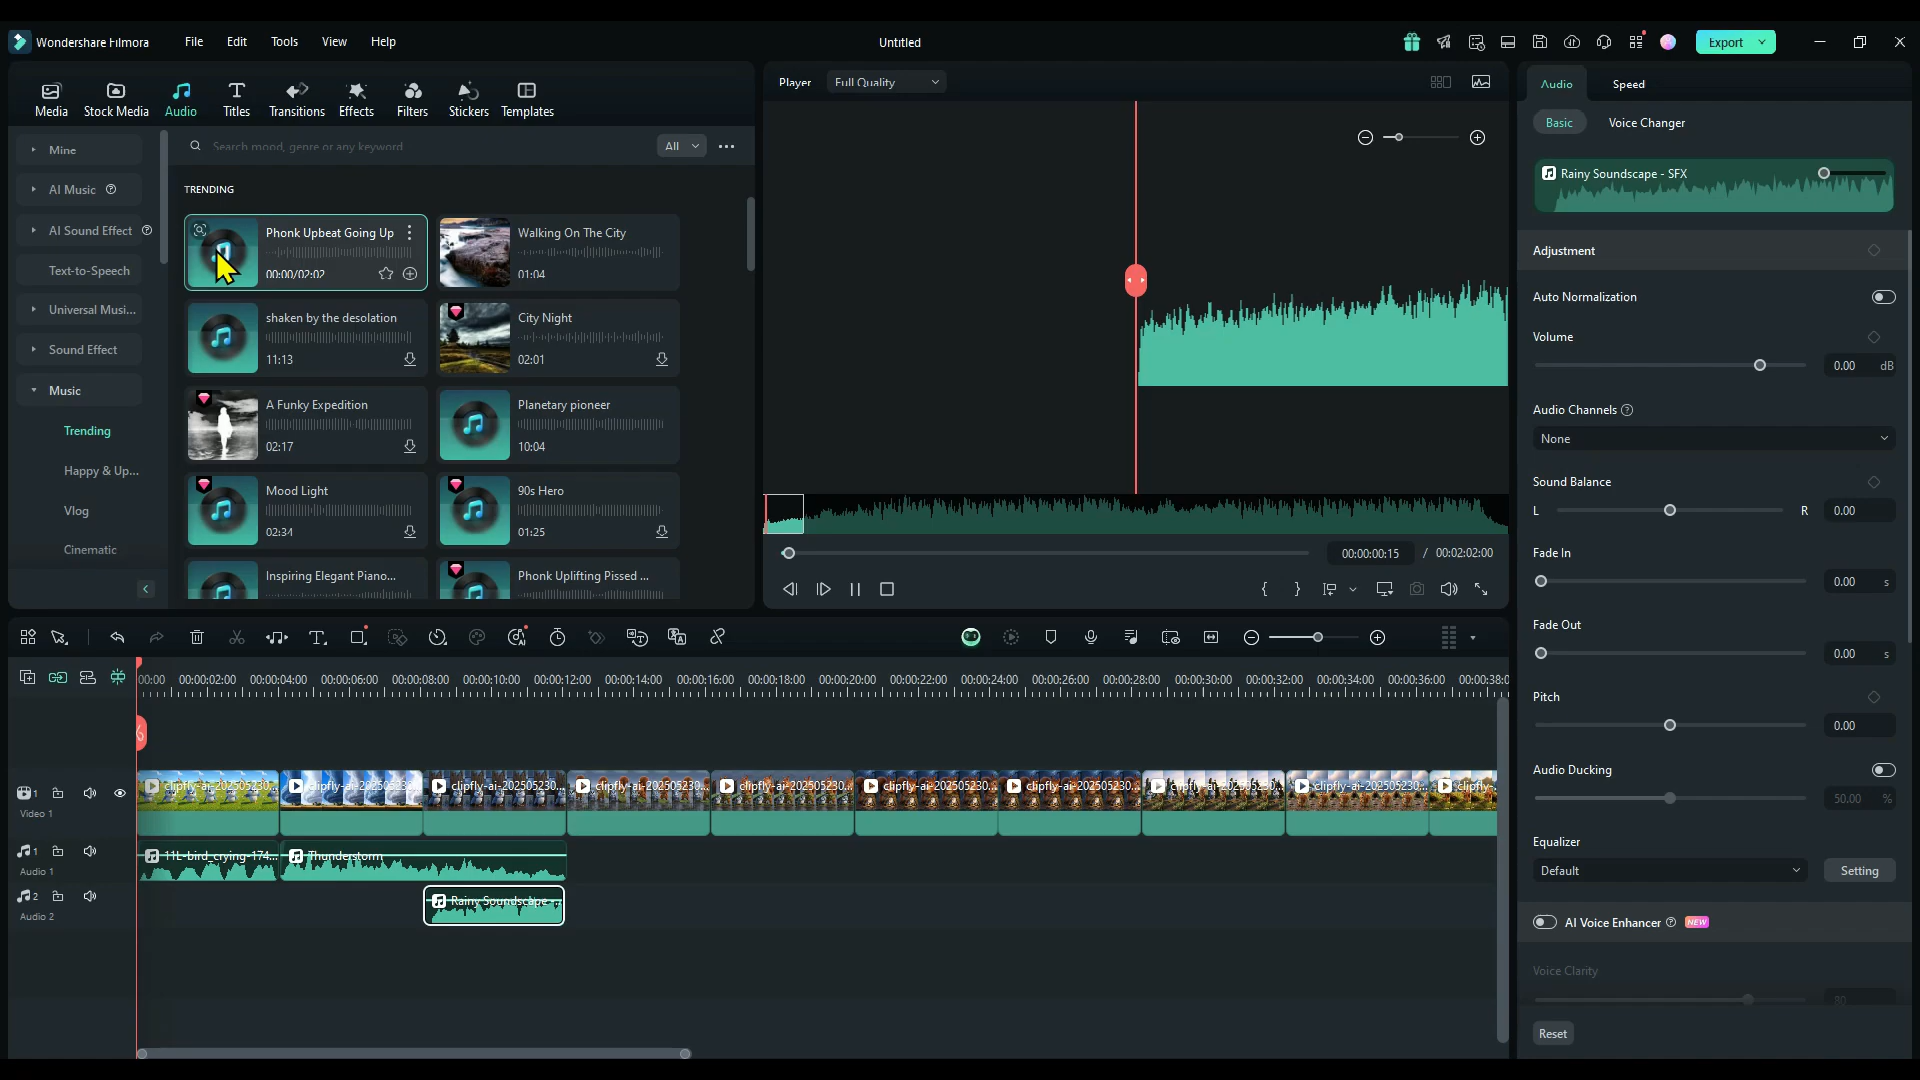 Wondershare Filmora
File
Edit
Tools
View
Help
Untitled
Export
Media
Stock Media
Audio
Titles
Transitions
Effects
Filters
Stickers
Templates
Mine
AI Music
AI Sound Effect
Text-to-Speech
Universal Musi...
Sound Effect
Music
Trending
Happy & Up...
Vlog
Cinematic
Search mood, genre or any keyword
All
TRENDING
Phonk Upbeat Going Up
00:00/02:02
Walking On The City
01:04
shaken by the desolation
11:13
City Night
02:01
A Funky Expedition
02:17
Planetary pioneer
10:04
Mood Light
02:34
90s Hero
01:25
Inspiring Elegant Piano...
Phonk Uplifting Pissed ...
Player
Full Quality
00:00:00:15 / 00:02:02:00
Audio
Speed
Basic
Voice Changer
Rainy Soundscape - SFX
Adjustment
Auto Normalization
Volume
0.00 dB
Audio Channels
None
Sound Balance
L
R
0.00
Fade In
0.00 s
Fade Out
0.00 s
Pitch
0.00
Audio Ducking
50.00 %
Equalizer
Default
Setting
AI Voice Enhancer
NEW
Voice Clarity
80
Reset
00:00 00:00:02:00 00:00:04:00 00:00:06:00 00:00:08:00 00:00:10:00 00:00:12:00 00:00:14:00 00:00:16:00 00:00:18:00 00:00:20:00 00:00:22:00 00:00:24:00 00:00:26:00 00:00:28:00 00:00:30:00 00:00:32:00 00:00:34:00 00:00:36:00 00:00:38:0
1
Video 1
clipfly-ai-202505230...
clipfly-ai-202505230...
clipfly-ai-202505230...
clipfly-ai-202505230...
clipfly-ai-202505230...
clipfly-ai-202505230...
clipfly-ai-202505230...
clipfly-ai-202505230...
clipfly-ai-202505230...
clipfly-
1
Audio 1
11L-bird_crying-174...
Thunderstorm
2
Audio 2
Rainy Soundscape -...